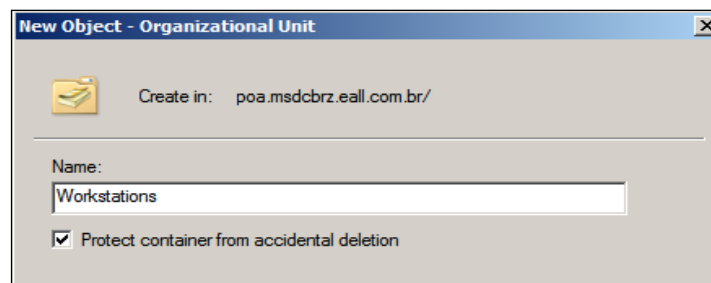 New Object - Organizational Unit
Create in: poa.msdcbrz.eall.com.br/
Name:
Workstations
Protect container from accidental deletion